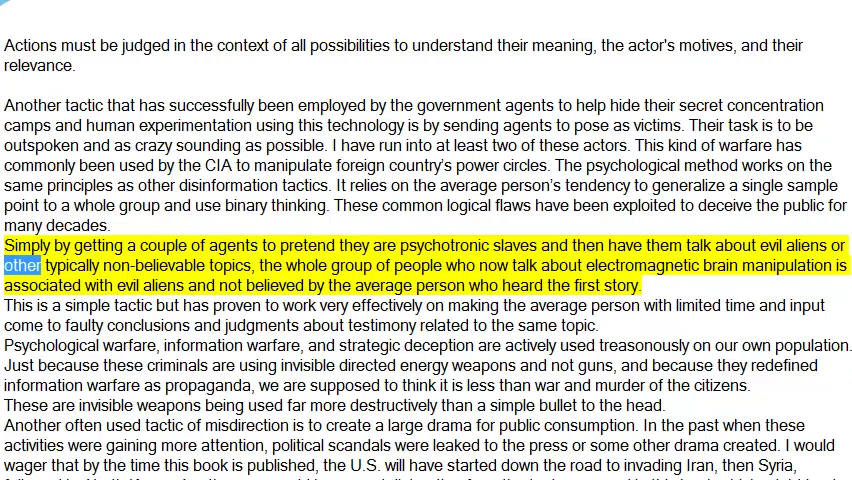 Actions must be judged in the context of all possibilities to understand their meaning, the actor's motives, and their
relevance.
Another tactic that has successfully been employed by the government agents to help hide their secret concentration
camps and human experimentation using this technology is by sending agents to pose as victims. Their task is to be
outspoken and as crazy sounding as possible. I have run into at least two of these actors. This kind of warfare has
commonly been used by the CIA to manipulate foreign country's power circles. The psychological method works on the
same principles as other disinformation tactics. It relies on the average person's tendency to generalize a single sample
point to a whole group and use binary thinking. These common logical flaws have been exploited to deceive the public for
many decades.
Simply by getting a couple of agents to pretend they are psychotronic slaves and then have them talk about evil aliens or
other typically non-believable topics, the whole group of people who now talk about electromagnetic brain manipulation is
associated with evil aliens and not believed by the average person who heard the first story.
This is a simple tactic but has proven to work very effectively on making the average person with limited time and input
come to faulty conclusions and judgments about testimony related to the same topic.
Psychological warfare, information warfare, and strategic deception are actively used treasonously on our own population.
Just because these criminals are using invisible directed energy weapons and not guns, and because they redefined
information warfare as propaganda, we are supposed to think it is less than war and murder of the citizens.
These are invisible weapons being used far more destructively than a simple bullet to the head.
Another often used tactic of misdirection is to create a large drama for public consumption. In the past when these
activities were gaining more attention, political scandals were leaked to the press or some other drama created. I would
wager that by the time this book is published, the U.S. will have started down the road to invading Iran, then Syria,